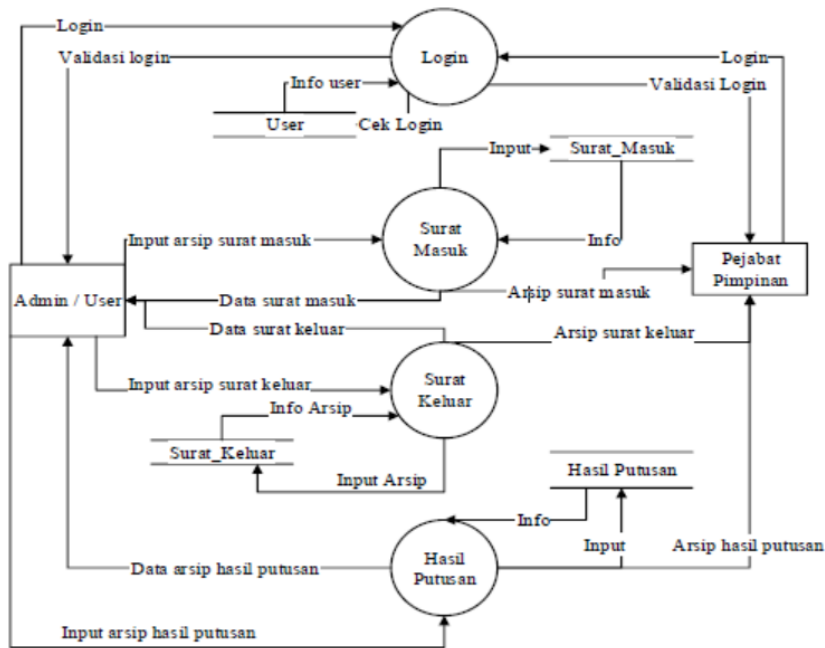 Login
Login
Login
Validasi login
Validasi Login
Info user
User
Cek Login
Input
Surat_Masuk
Surat
Masuk
Input arsip surat masuk
Info
Pejabat
Pimpinan
Admin / User
Data surat masuk
Arsip surat masuk
Data surat keluar
Arsip surat keluar
Surat
Keluar
Input arsip surat keluar
Info Arsip
Surat_Keluar
Input Arsip
Hasil Putusan
Info
Input
Arsip hasil putusan
Hasil
Putusan
Data arsip hasil putusan
Input arsip hasil putusan